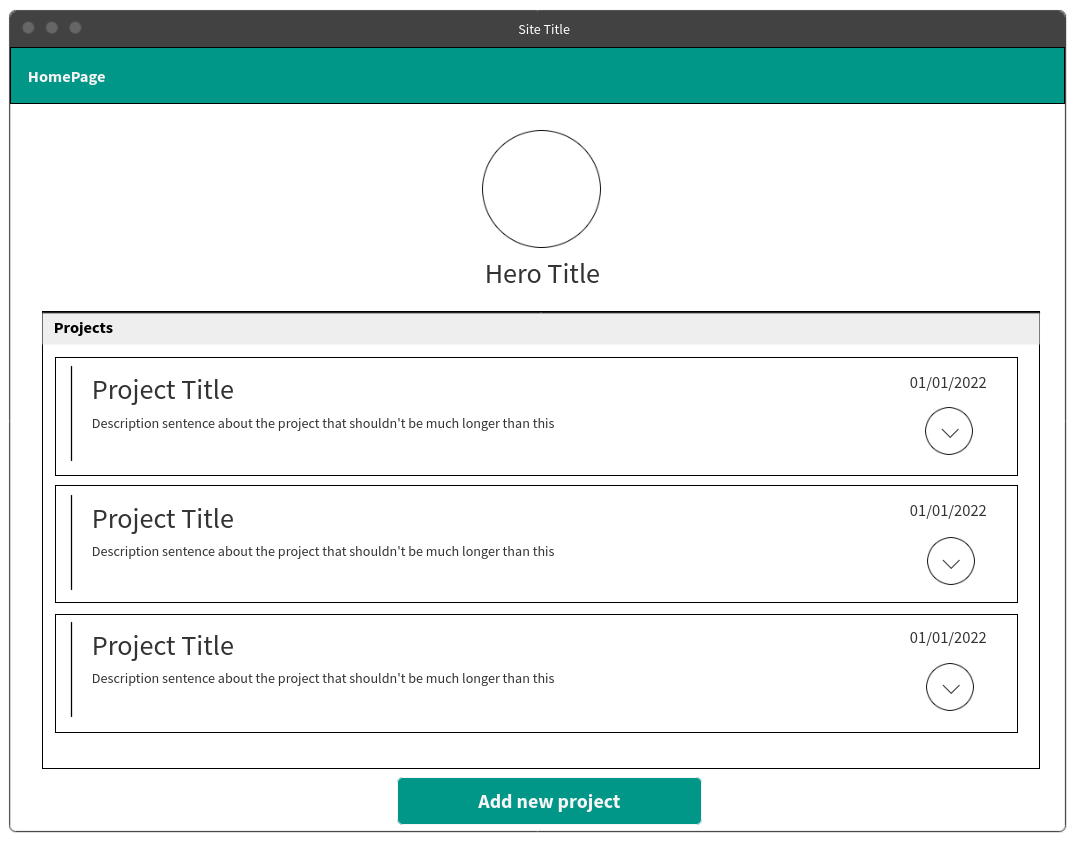 Site Title
HomePage
Hero Title
Projects
Project Title
01/01/2022
Description sentence about the project that shouldn't be much longer than this
Project Title
01/01/2022
Description sentence about the project that shouldn't be much longer than this
Project Title
01/01/2022
Description sentence about the project that shouldn't be much longer than this
Add new project